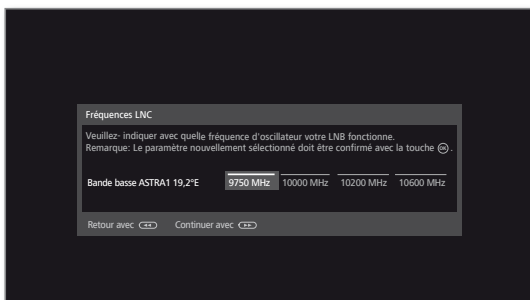 Fréquences LNC
Veuillez- indiquer avec quelle fréquence d'oscillateur votre LNB fonctionne.
Remarque: Le paramètre nouvellement sélectionné doit être confirmé avec la touche OK .
Bande basse ASTRA1 19,2°E 9750 MHz 10000 MHz 10200 MHz 10600 MHz
Retour avec Continuer avec